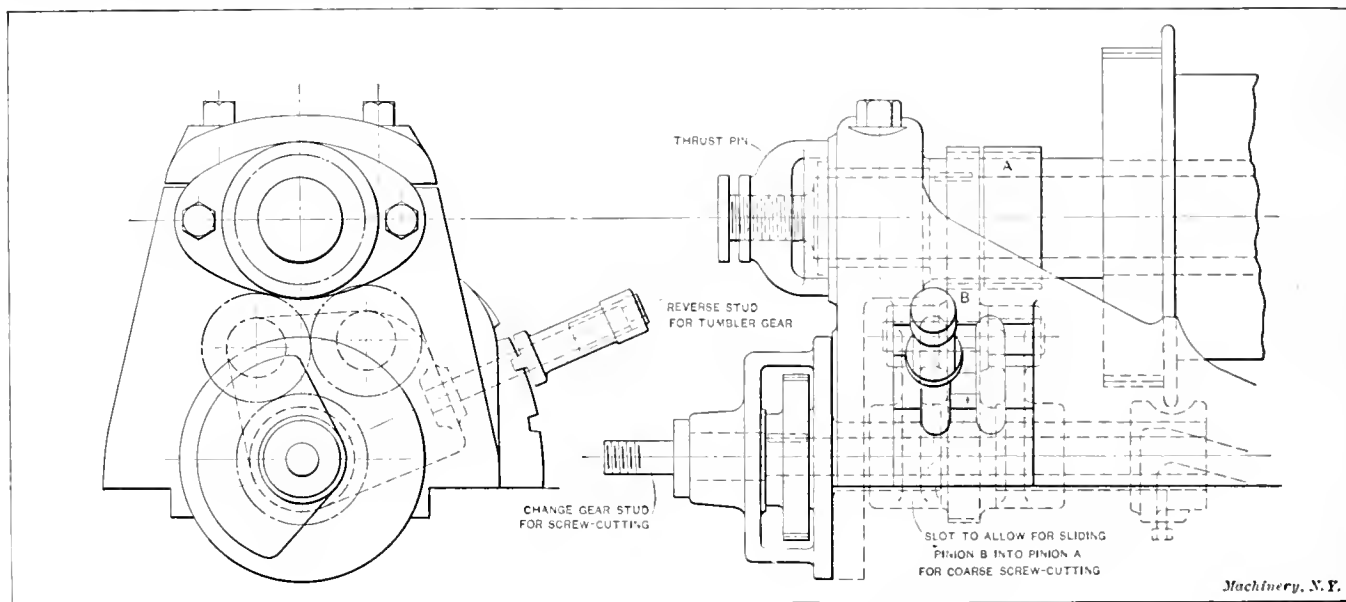 THRUST PIN
A
B
REVERSE STUD
FOR TUMBLER GEAR
CHANGE GEAR STUD
FOR SCREW-CUTTING
SLOT TO ALLOW FOR SLIDING
PINION B INTO PINION A
FOR COARSE SCREW-CUTTING
Machinery, N.Y.